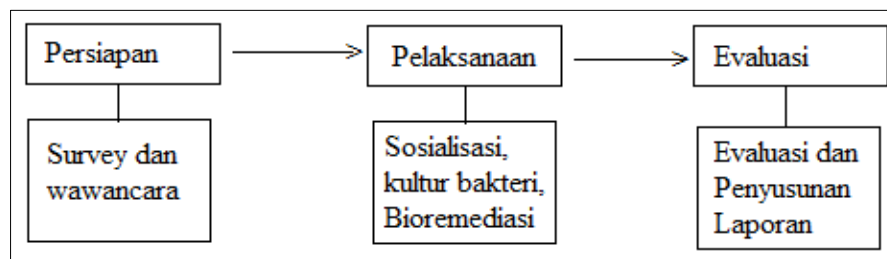 Persiapan
Pelaksanaan
Evaluasi
Survey dan
wawancara
Sosialisasi,
kultur bakteri,
Bioremediasi
Evaluasi dan
Penyusunan
Laporan